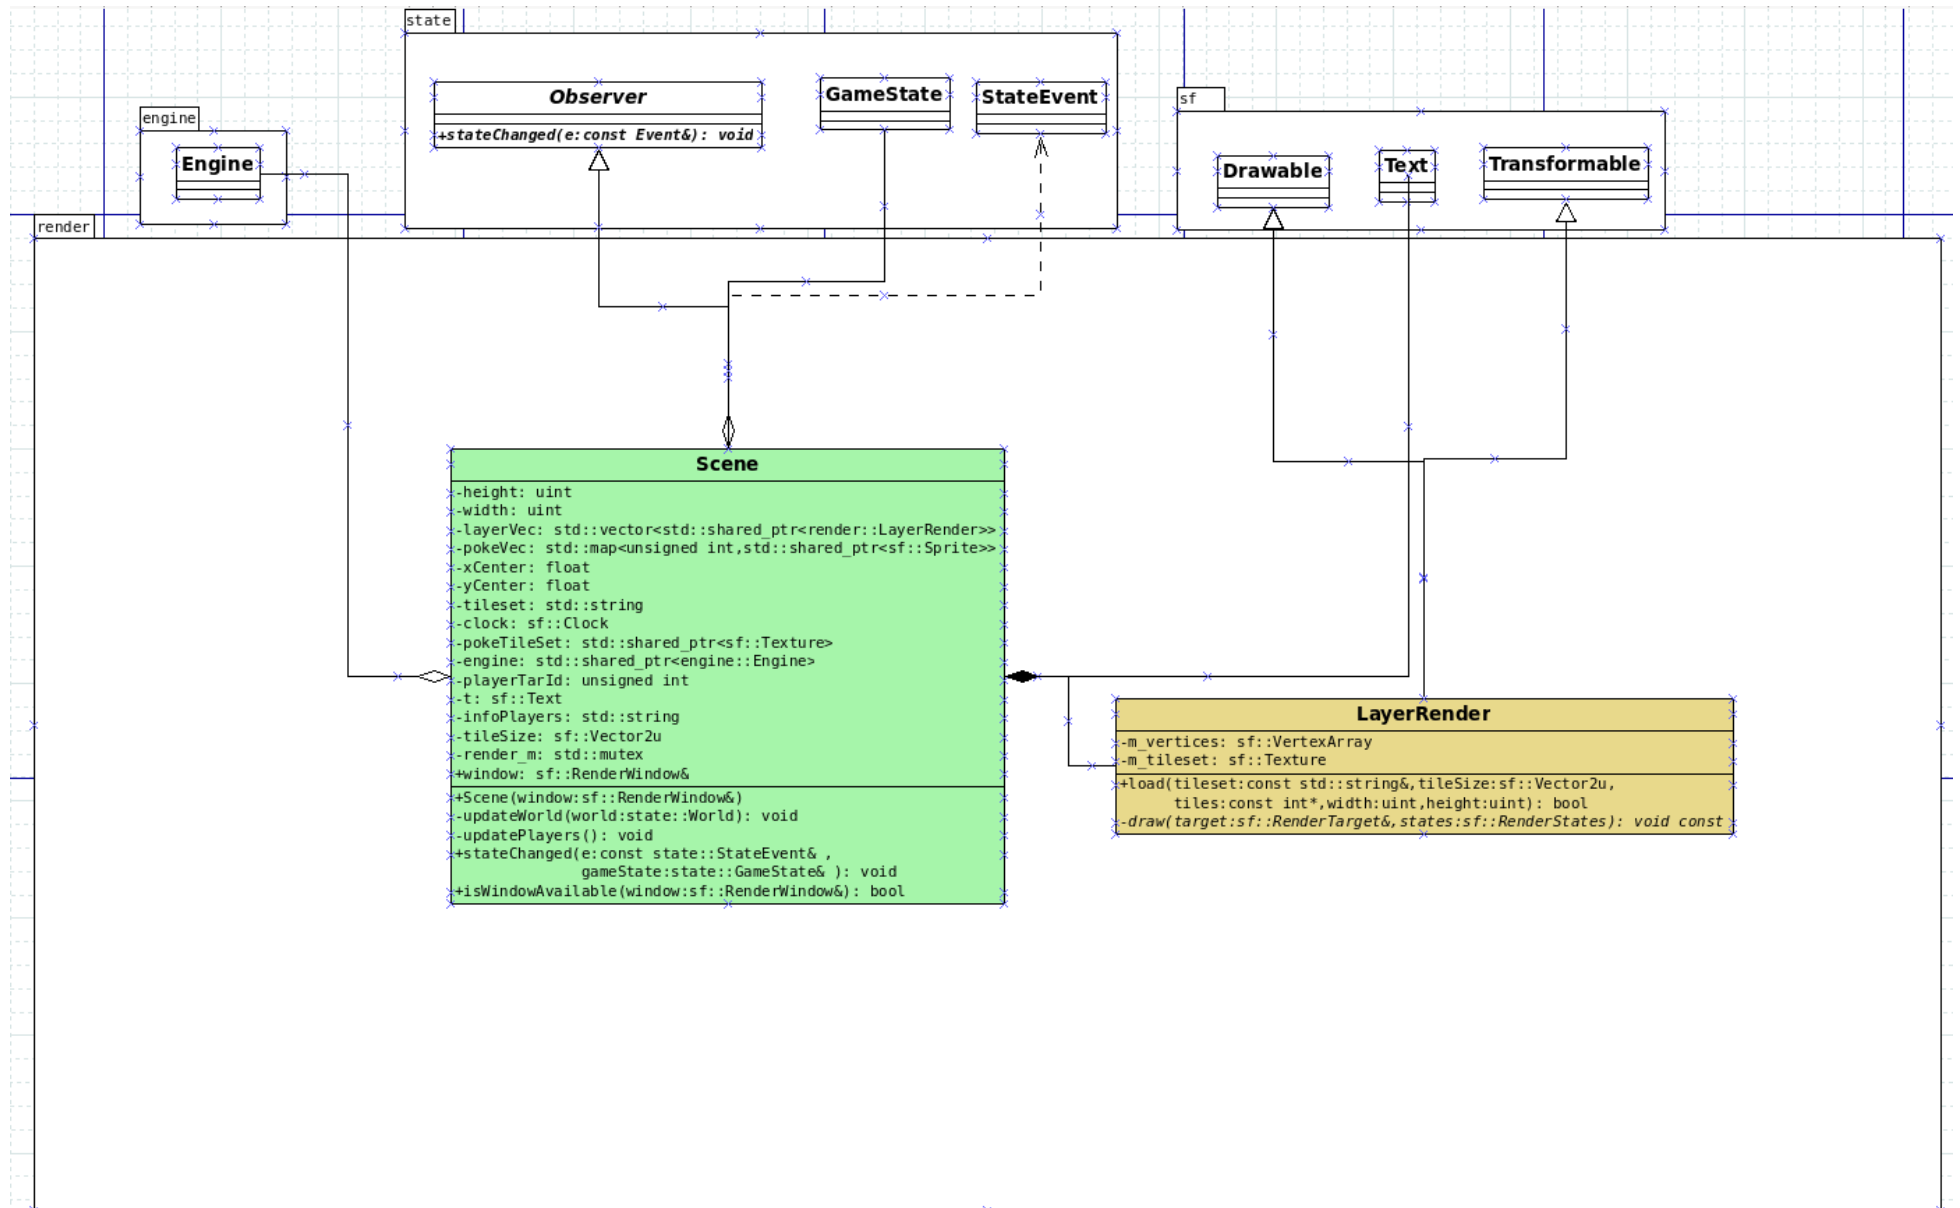 state
Observer
+stateChanged(e:const Event&): void
GameState
StateEvent
sf
Drawable
Text
Transformable
engine
Engine
render
Scene
-height: uint
-width: uint
-layerVec: std::vector<std::shared_ptr<render::LayerRender>>
-pokeVec: std::map<unsigned int,std::shared_ptr<sf::Sprite>>
-xCenter: float
-yCenter: float
-tileset: std::string
-clock: sf::Clock
-pokeTileSet: std::shared_ptr<sf::Texture>
-engine: std::shared_ptr<engine::Engine>
-playerTarId: unsigned int
-t: sf::Text
-infoPlayers: std::string
-tileSize: sf::Vector2u
-render_m: std::mutex
+window: sf::RenderWindow&
+Scene(window:sf::RenderWindow&)
-updateWorld(world:state::World): void
-updatePlayers(): void
+stateChanged(e:const state::StateEvent& ,
gameState:state::GameState& ): void
+isWindowAvailable(window:sf::RenderWindow&): bool
LayerRender
-m_vertices: sf::VertexArray
-m_tileset: sf::Texture
+load(tileset:const std::string&,tileSize:sf::Vector2u,
tiles:const int*,width:uint,height:uint): bool
-draw(target:sf::RenderTarget&,states:sf::RenderStates): void const